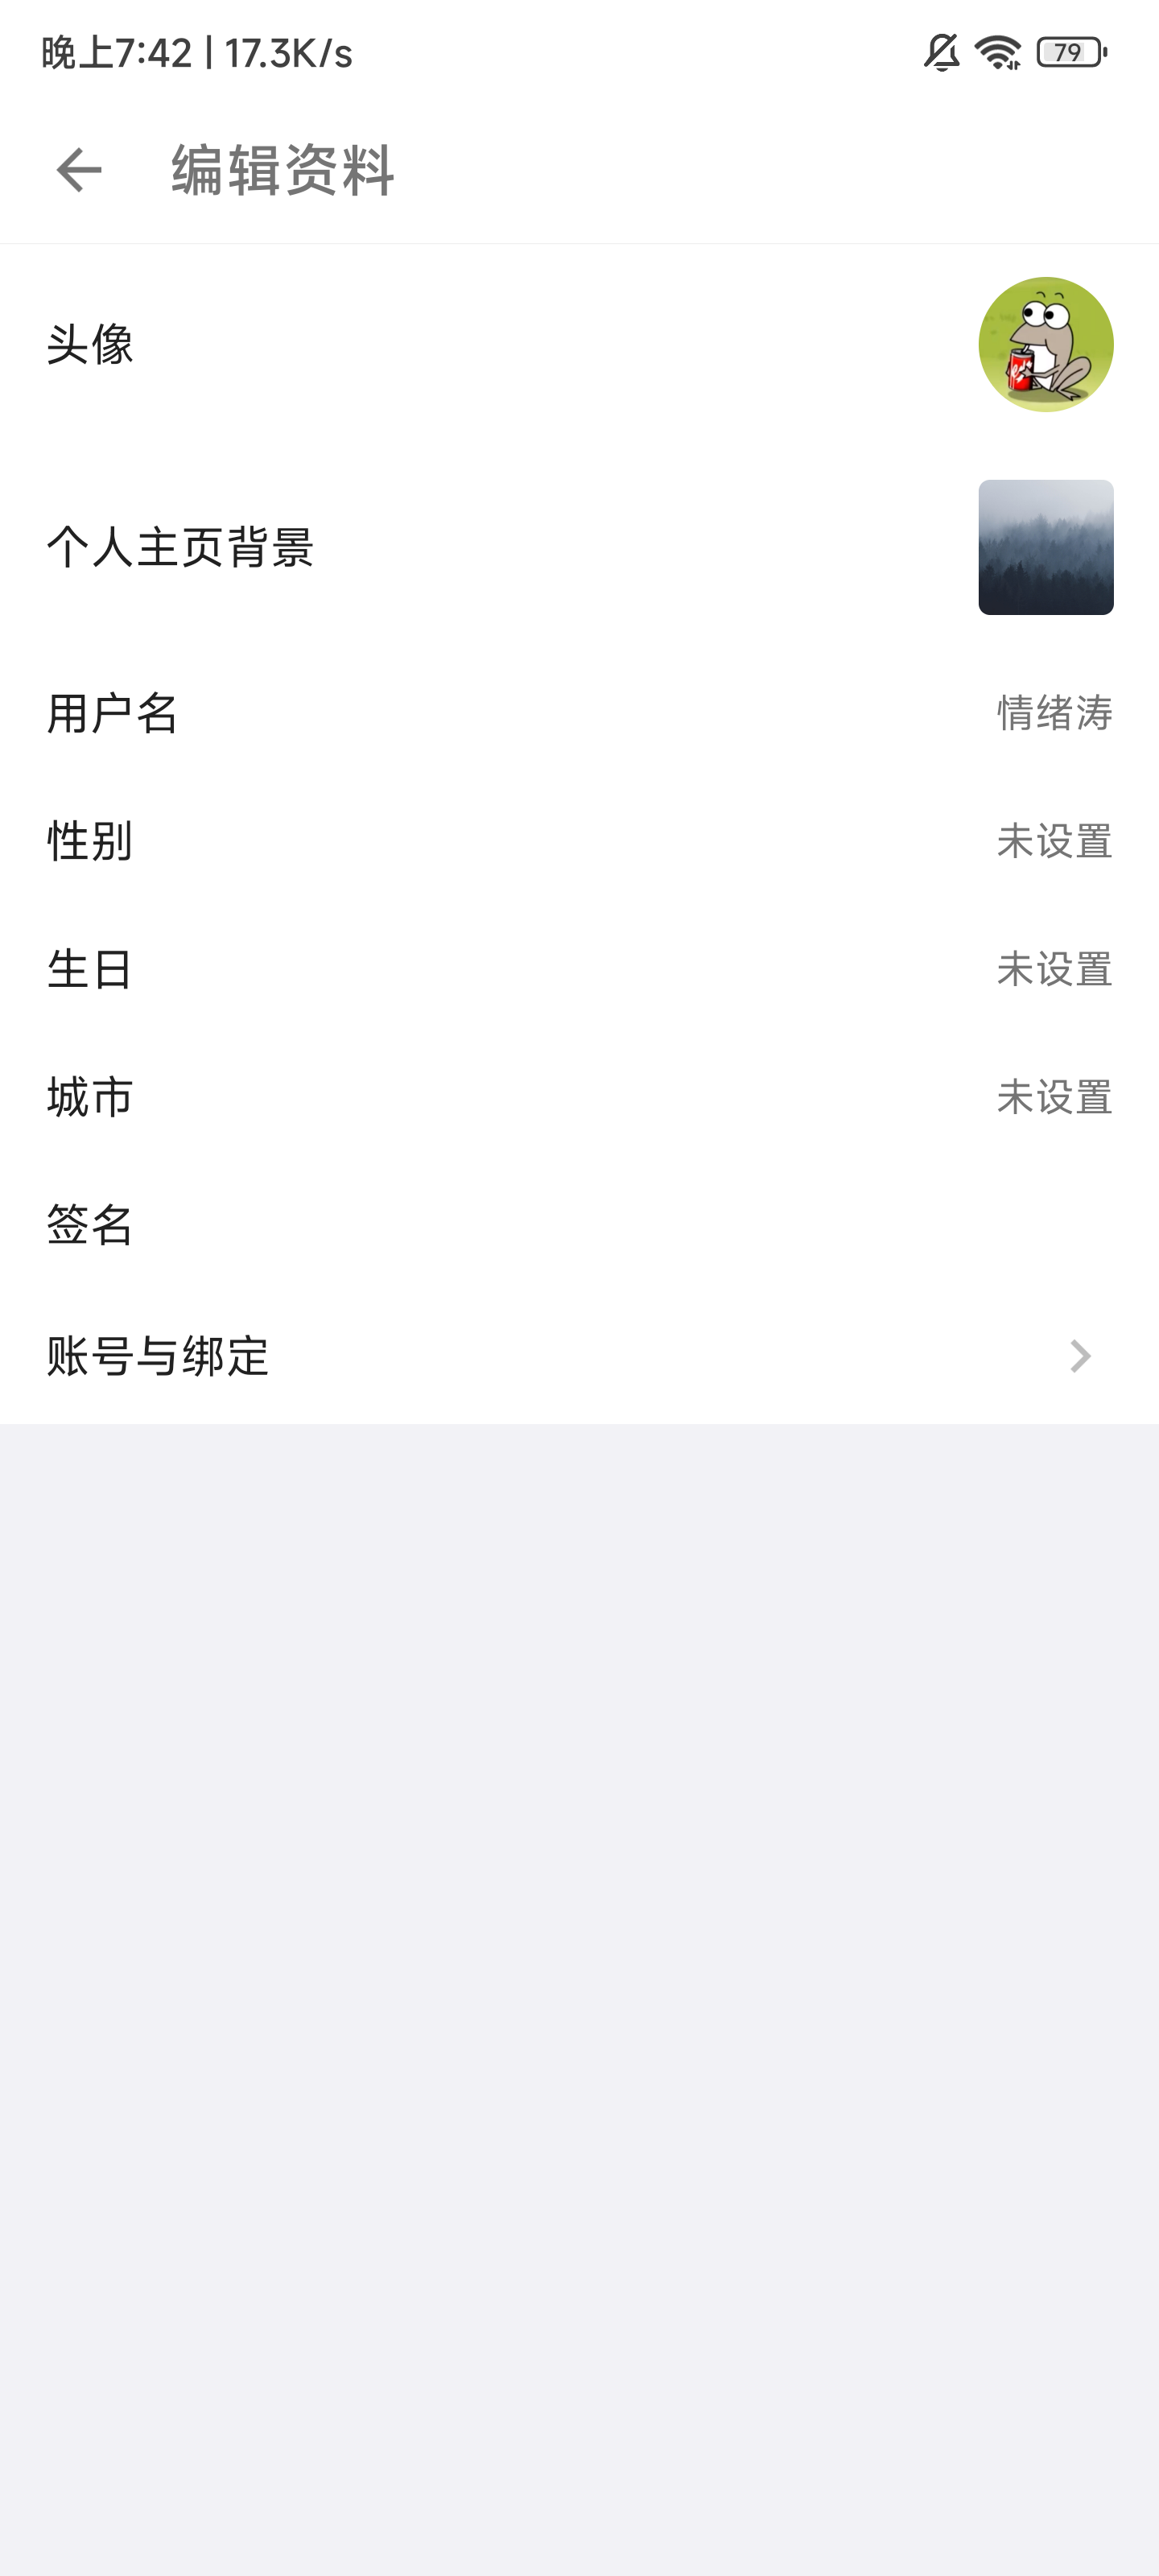 晚上7:42 | 17.3K/s
79
编辑资料
头像
个人主页背景
用户名 情绪涛
性别 未设置
生日 未设置
城市 未设置
签名
账号与绑定